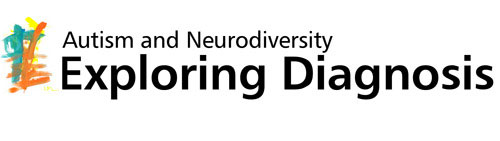 Autism and Neurodiversity
Exploring Diagnosis